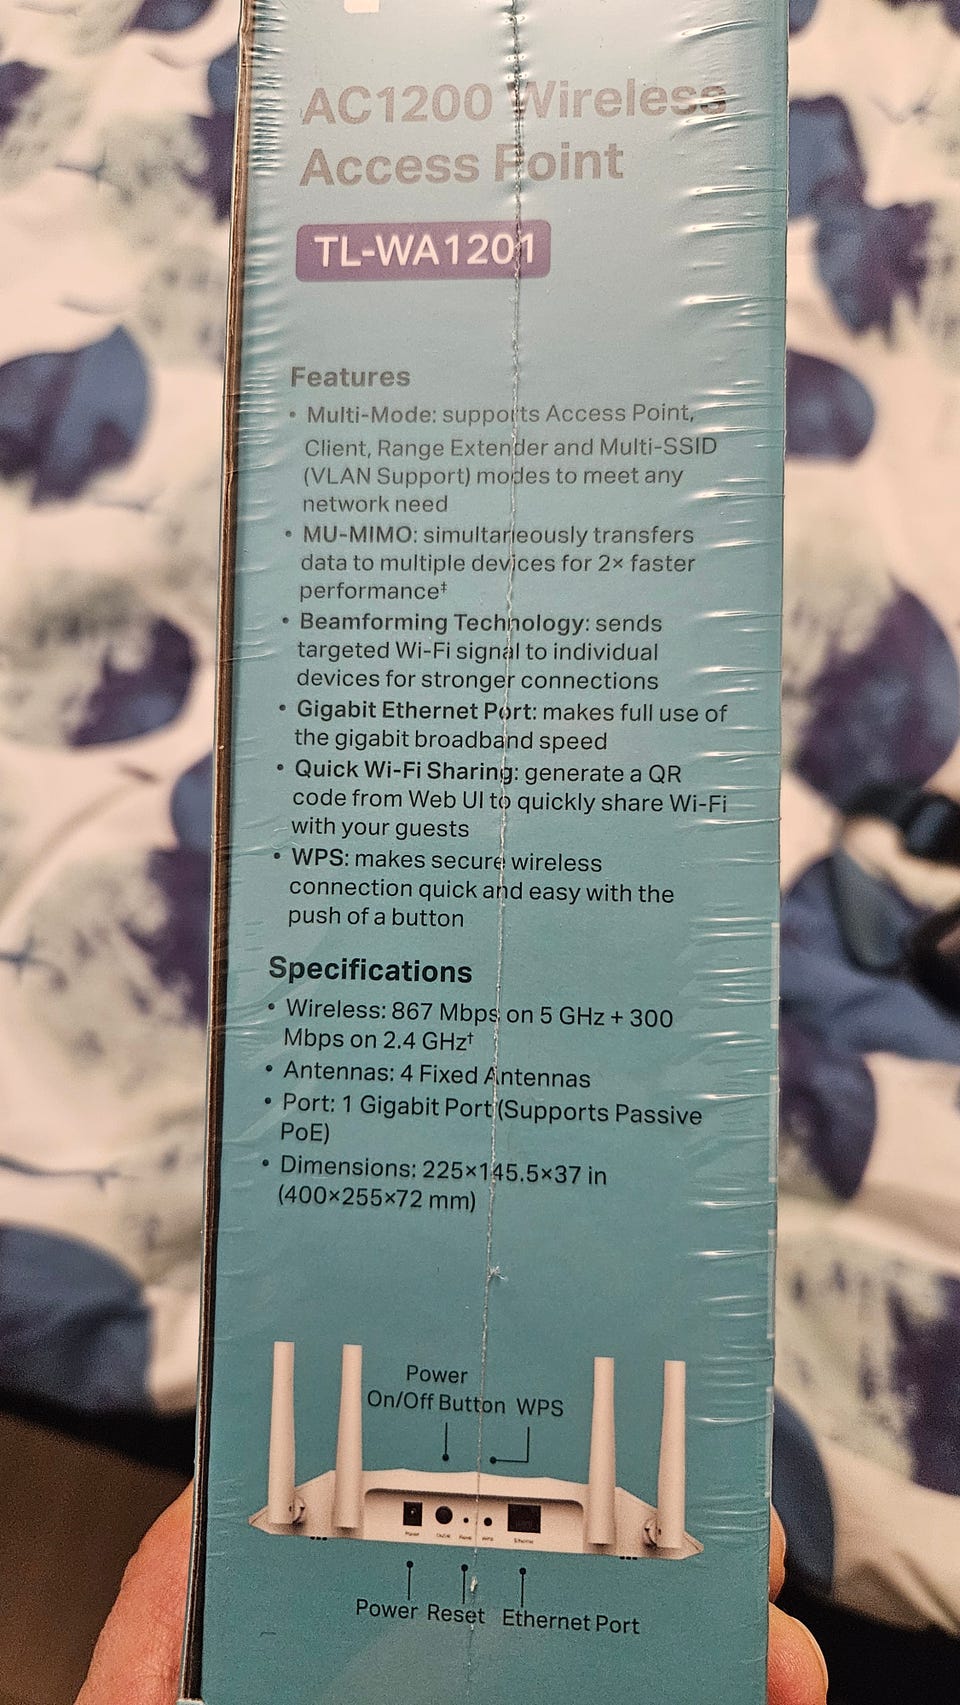 AC1200 Wireless
Access Point
TL-WA1201
Features
• Multi-Mode: supports Access Point,
Client, Range Extender and Multi-SSID
(VLAN Support) modes to meet any
network need
• MU-MIMO: simultaneously transfers
data to multiple devices for 2× faster
performance‡
• Beamforming Technology: sends
targeted Wi-Fi signal to individual
devices for stronger connections
• Gigabit Ethernet Port: makes full use of
the gigabit broadband speed
• Quick Wi-Fi Sharing: generate a QR
code from Web UI to quickly share Wi-Fi
with your guests
• WPS: makes secure wireless
connection quick and easy with the
push of a button
Specifications
• Wireless: 867 Mbps on 5 GHz + 300
Mbps on 2.4 GHz†
• Antennas: 4 Fixed Antennas
• Port: 1 Gigabit Port (Supports Passive
PoE)
• Dimensions: 225×145.5×37 in
(400×255×72 mm)
Power
On/Off Button WPS
Power On/Off Reset WPS Ethernet
Power Reset Ethernet Port